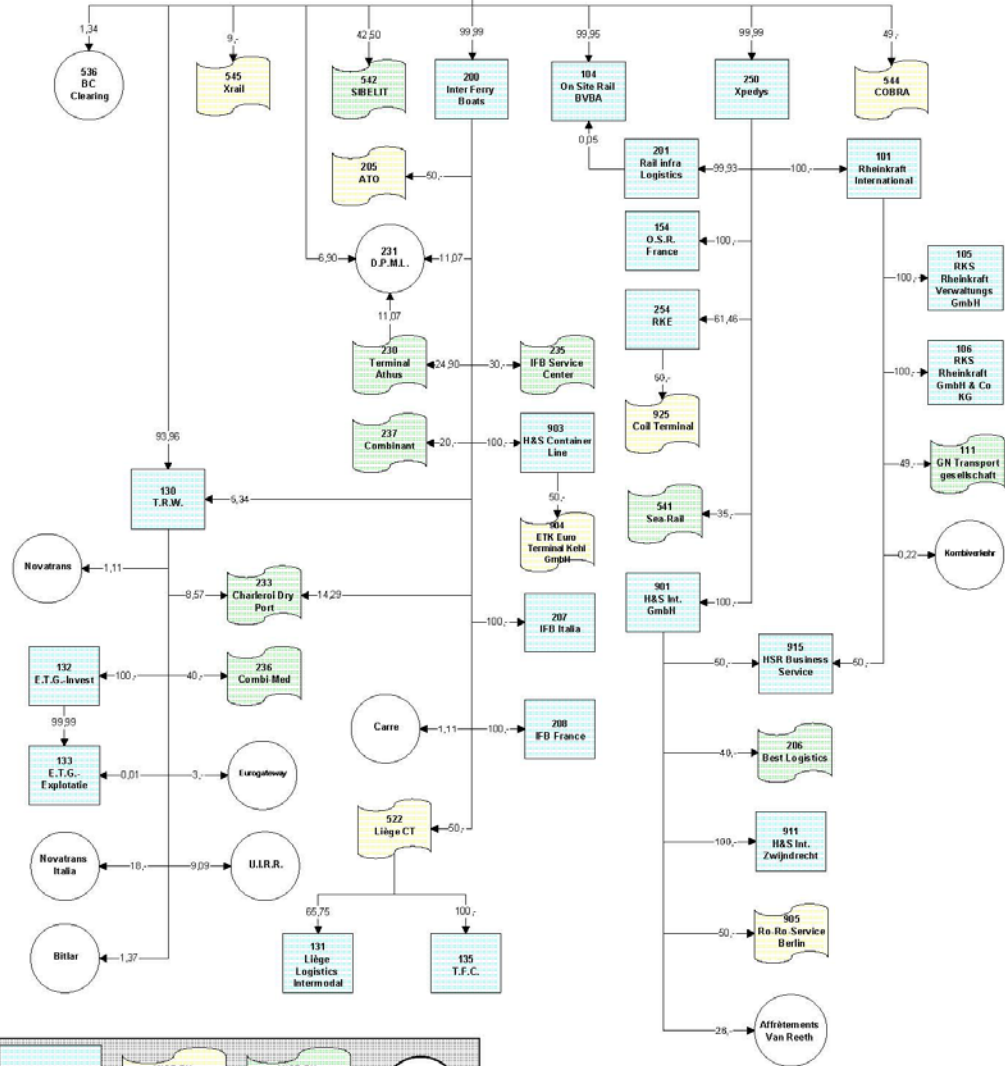 1,34
9,-
42,50
99,99
99,95
99,99
49,-
536
BC
Clearing
545
Xrail
542
SIBELIT
200
Inter Ferry
Boats
104
On Site Rail
BVBA
250
Xpedys
544
COBRA
0,05
205
ATO
50,-
201
Rail infra
Logistics
99,93
100,-
101
Rheinkraft
International
231
D.P.M.L.
6,90
11,07
154
O.S.R.
France
100,-
105
RKS
Rheinkraft
Verwaltungs
GmbH
100,-
11,07
254
RKE
61,46
230
Terminal
Athus
24,90
30,-
235
IFB Service
Center
60,-
106
RKS
Rheinkraft
GmbH & Co
KG
100,-
925
Coil Terminal
93,96
237
Combinant
20,-
100,-
903
H&S Container
Line
111
GN Transport
gesellschaft
49,-
130
T.R.W.
5,34
50,-
904
ETK Euro
Terminal Kehl
GmbH
541
Sea-Rail
35,-
Novatrans
1,11
8,57
233
Charleroi Dry
Port
14,29
Kombiverkehr
0,22
901
H&S Int.
GmbH
100,-
100,-
207
IFB Italia
132
E.T.G.-Invest
100,-
40,-
236
Combi-Med
50,-
915
HSR Business
Service
50,-
99,99
Carre
1,11
100,-
208
IFB France
133
E.T.G.-
Explotatie
0,01
3,-
Eurogateway
40,-
206
Best Logistics
522
Liège CT
50,-
100,-
911
H&S Int.
Zwijndrecht
Novatrans
Italia
18,-
9,09
U.I.R.R.
65,75
100,-
50,-
905
Ro-Ro-Service
Berlin
Bitlar
1,37
131
Liège
Logistics
Intermodal
135
T.F.C.
28,-
Affrètements
Van Reeth